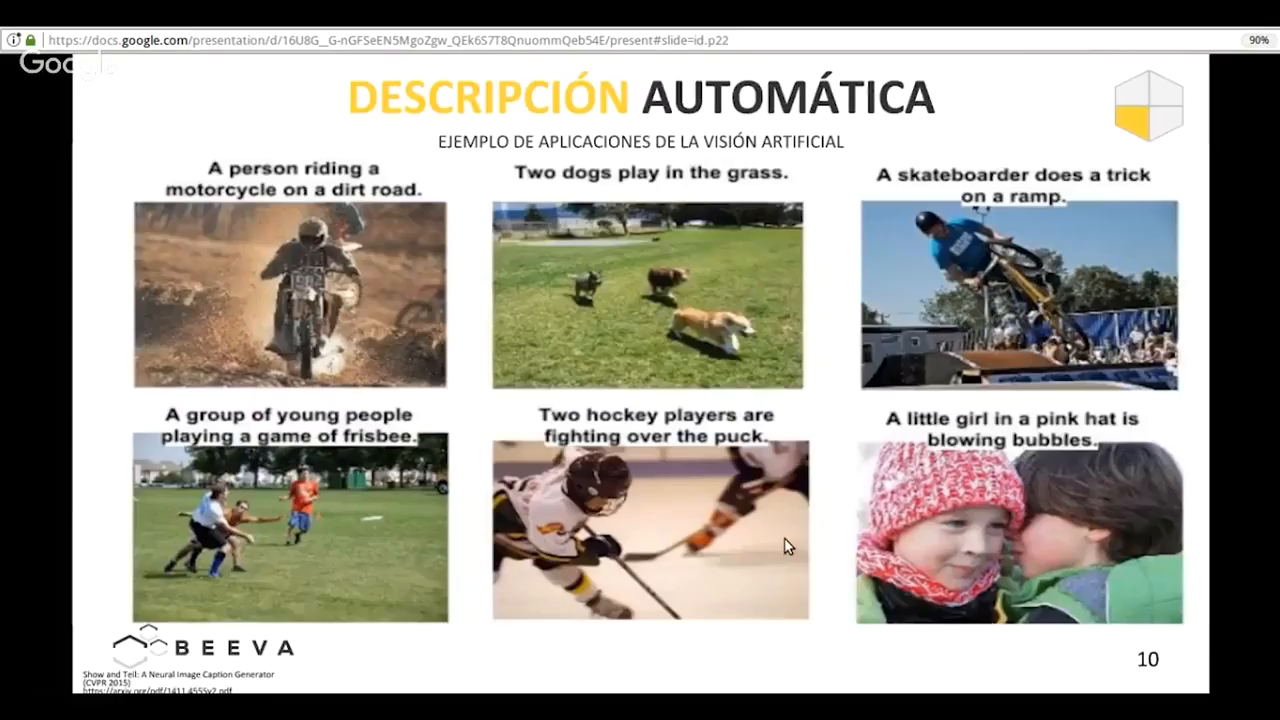 https://docs.google.com/presentation/d/16U8G__G-nGFSeEN5MgoZgw_QEk6S7T8QnuommQeb54E/present#slide=id.p22
90%
Google
DESCRIPCIÓN AUTOMÁTICA
EJEMPLO DE APLICACIONES DE LA VISIÓN ARTIFICIAL
A person riding a
motorcycle on a dirt road.
Two dogs play in the grass.
A skateboarder does a trick
on a ramp.
A group of young people
playing a game of frisbee.
Two hockey players are
fighting over the puck.
A little girl in a pink hat is
blowing bubbles.
BEEVA
10
Show and Tell: A Neural Image Caption Generator
(CVPR 2015)
https://arxiv.org/pdf/1411.4555v2.pdf